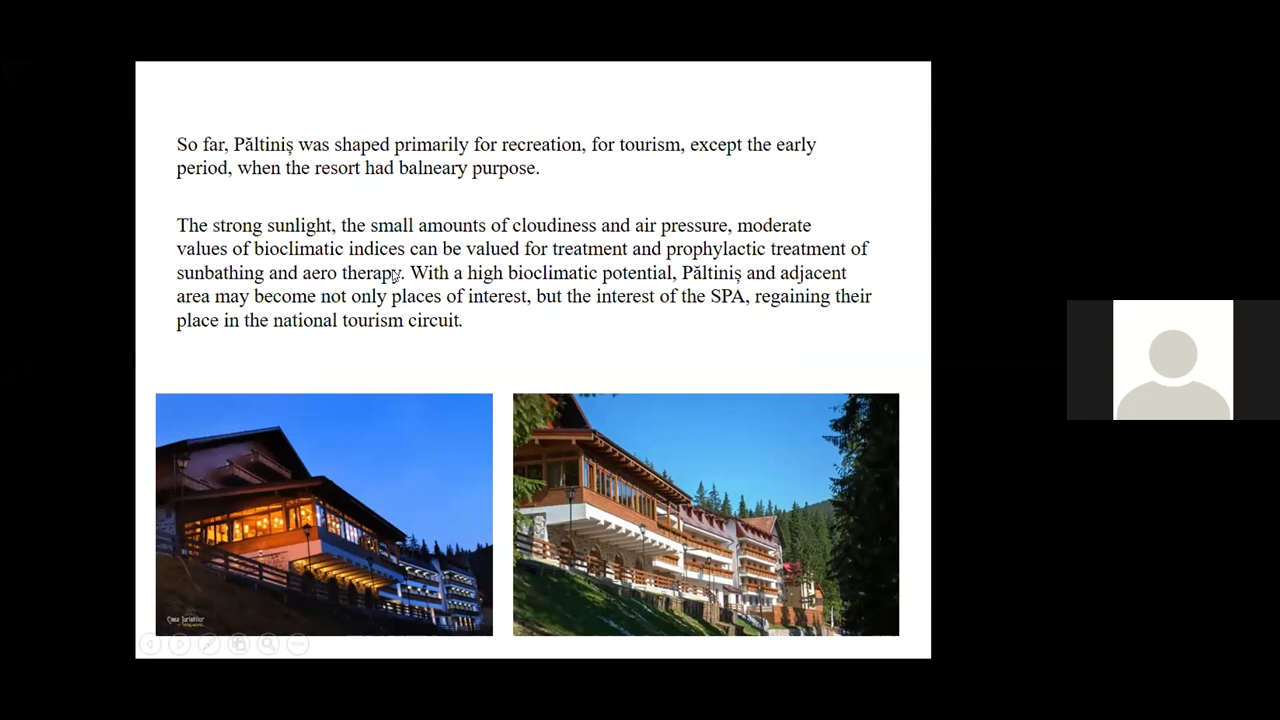 So far, Păltiniș was shaped primarily for recreation, for tourism, except the early
period, when the resort had balneary purpose.
The strong sunlight, the small amounts of cloudiness and air pressure, moderate
values of bioclimatic indices can be valued for treatment and prophylactic treatment of
sunbathing and aero therapy. With a high bioclimatic potential, Păltiniș and adjacent
area may become not only places of interest, but the interest of the SPA, regaining their
place in the national tourism circuit.
Casa Turistilor